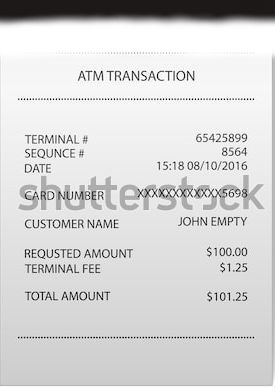 ATM TRANSACTION
TERMINAL # 65425899
SEQUNCE # 8564
DATE 15:18 08/10/2016
CARD NUMBER XXXXXXXXXXXX5698
shutterstock
CUSTOMER NAME JOHN EMPTY
REQUSTED AMOUNT $100.00
TERMINAL FEE $1.25
TOTAL AMOUNT $101.25